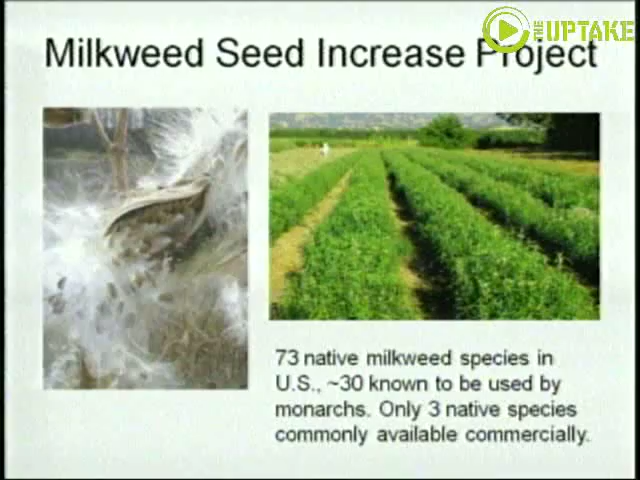 THE UPTAKE
Milkweed Seed Increase Project
73 native milkweed species in
U.S., ~30 known to be used by
monarchs. Only 3 native species
commonly available commercially.